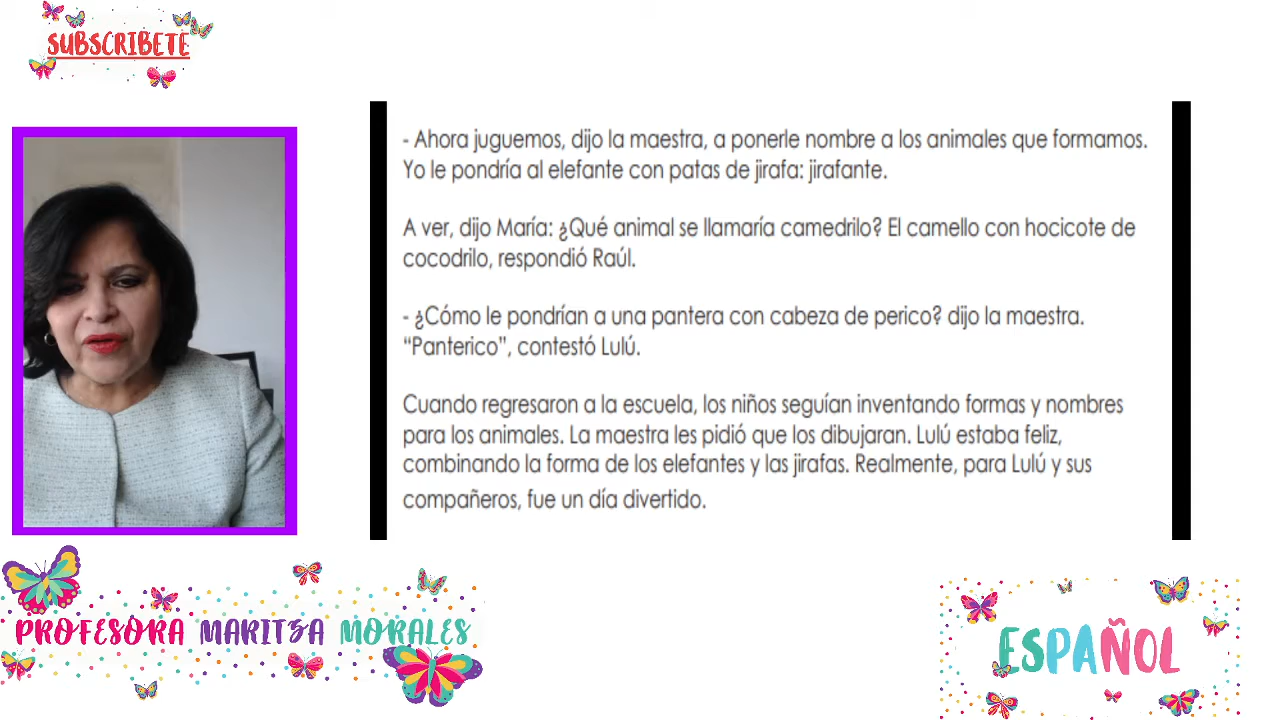 SUBSCRIBETE
- Ahora juguemos, dijo la maestra, a ponerle nombre a los animales que formamos.
Yo le pondría al elefante con patas de jirafa: jirafante.
A ver, dijo María: ¿Qué animal se llamaría camedrilo? El camello con hocicote de
cocodrilo, respondió Raúl.
- ¿Cómo le pondrían a una pantera con cabeza de perico? dijo la maestra.
"Panterico", contestó Lulú.
Cuando regresaron a la escuela, los niños seguían inventando formas y nombres
para los animales. La maestra les pidió que los dibujaran. Lulú estaba feliz,
combinando la forma de los elefantes y las jirafas. Realmente, para Lulú y sus
compañeros, fue un día divertido.
PROFESORA MARITZA MORALES
ESPAÑOL